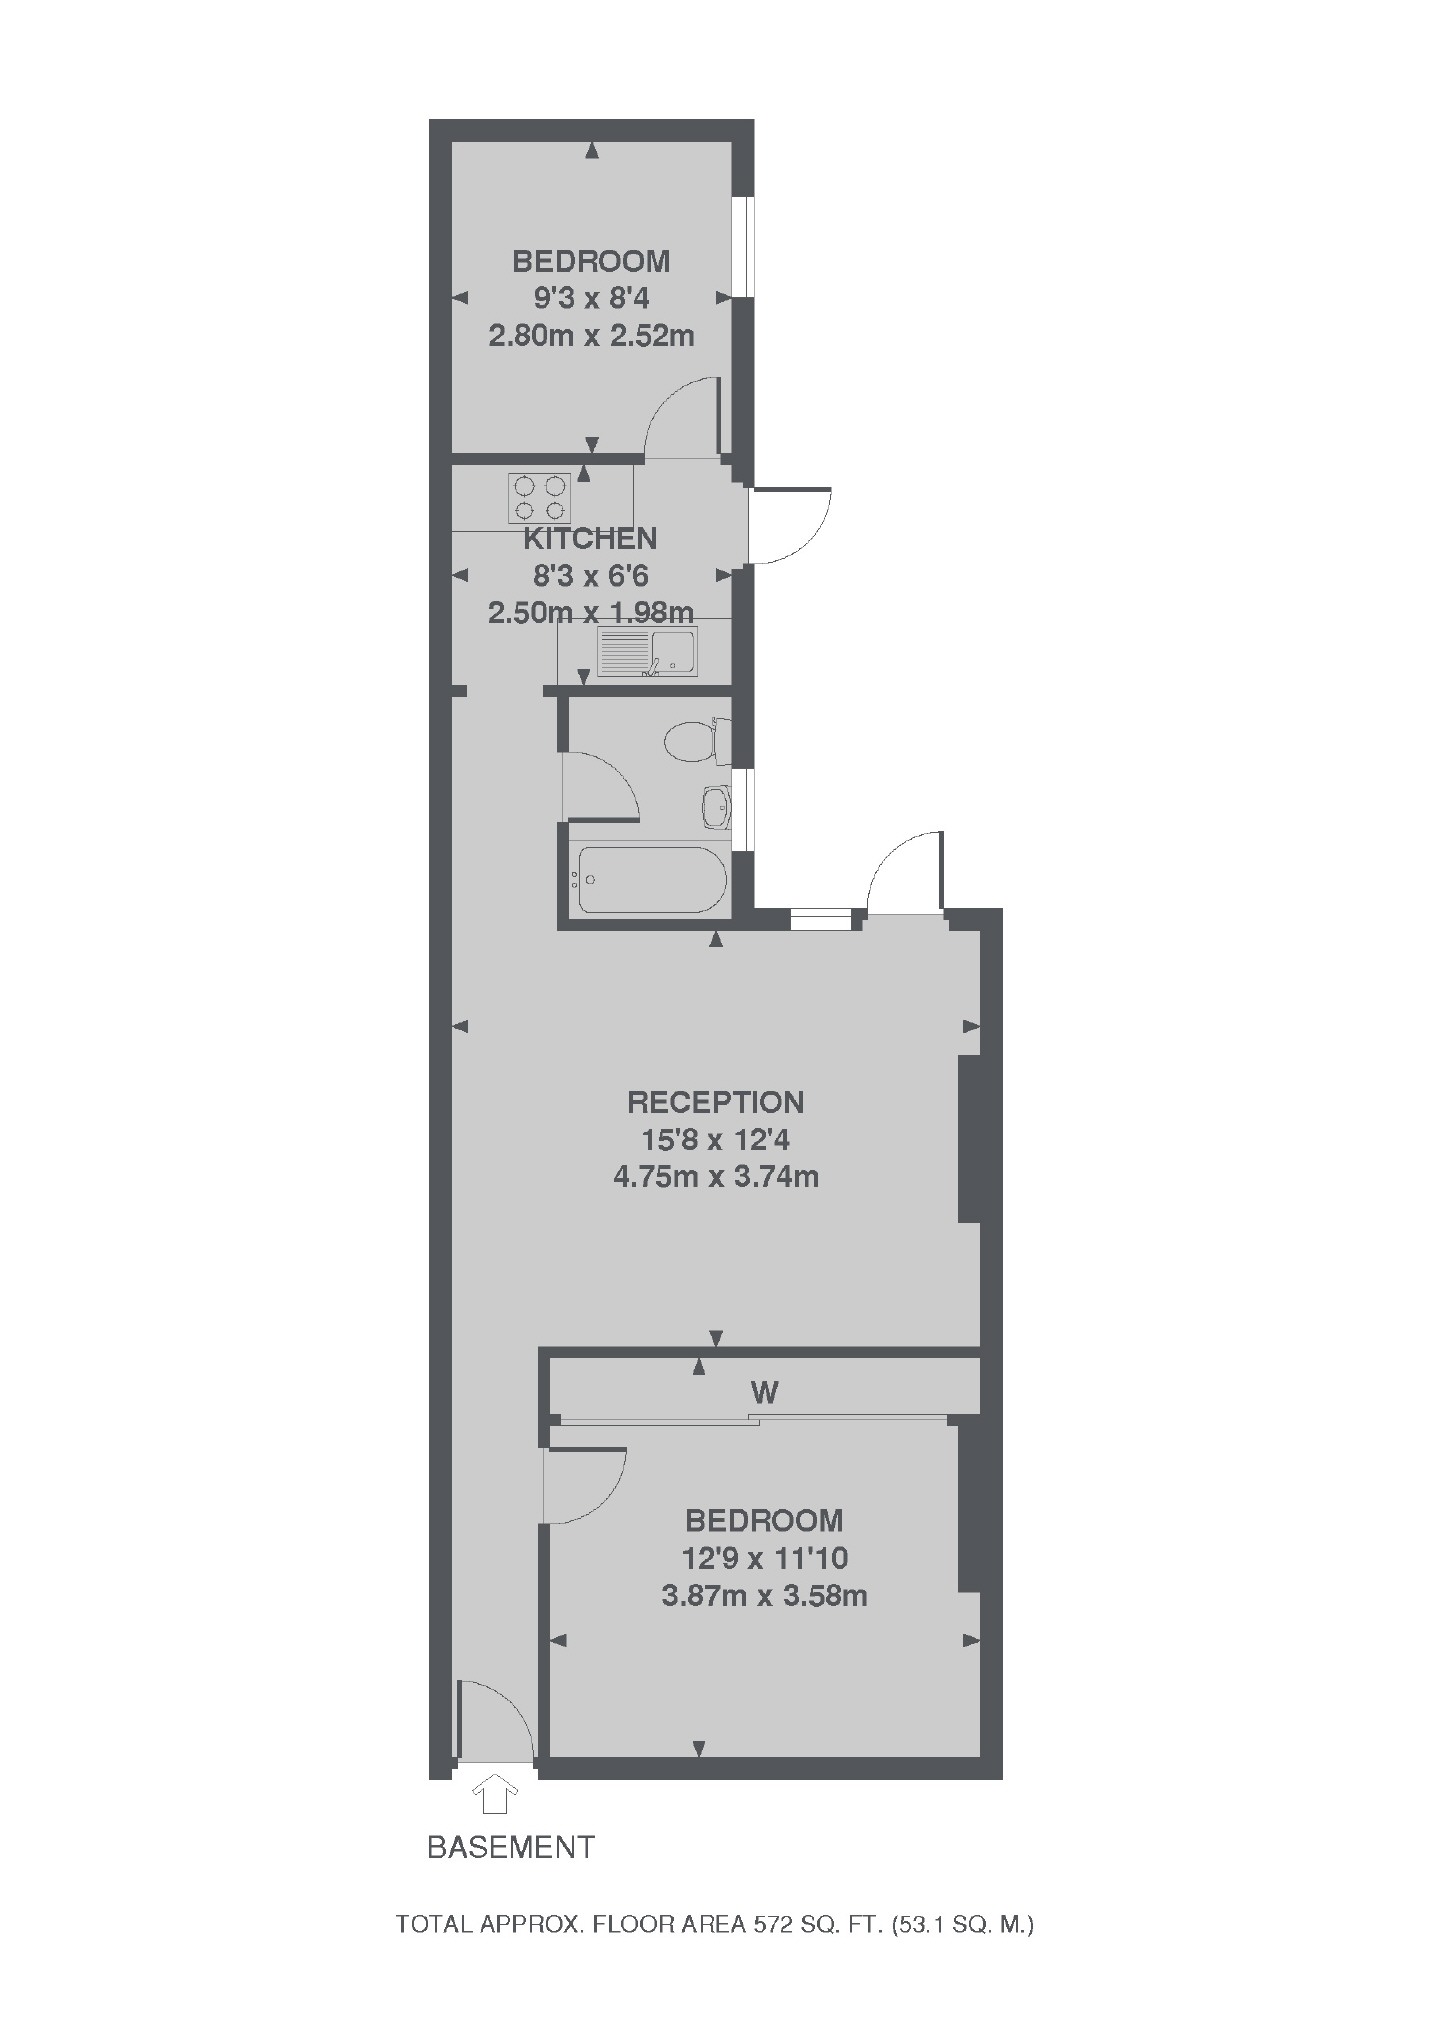 BEDROOM
9'3 x 8'4
2.80m x 2.52m
KITCHEN
8'3 x 6'6
2.50m x 1.98m
RECEPTION
15'8 x 12'4
4.75m x 3.74m
W
BEDROOM
12'9 x 11'10
3.87m x 3.58m
BASEMENT
TOTAL APPROX. FLOOR AREA 572 SQ. FT. (53.1 SQ. M.)